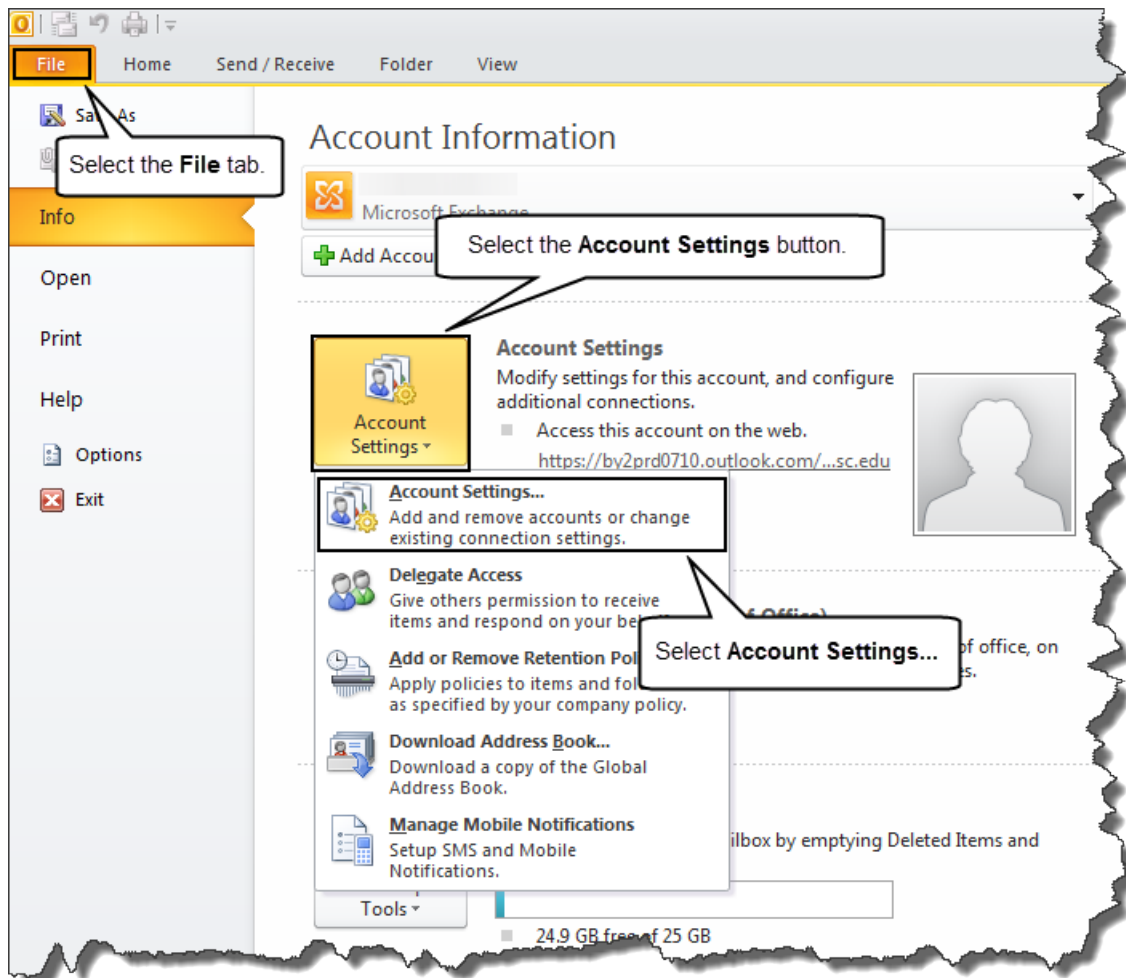 File Home Send / Receive Folder View
As
Select the File tab.
Info
Open
Print
Help
Options
Exit
Account Information
Microsoft Exchange
Add
Select the Account Settings button.
Account
Settings
Account Settings
Modify settings for this account, and configure
additional connections.
Access this account on the web.
https://by2prd0710.outlook.com/...sc.edu
Account Settings...
Add and remove accounts or change
existing connection settings.
Delegate Access
Give others permission to receive
items and respond on your
Select Account Settings...
of Office)
of office, on
Add or Remove Retention
Apply policies to items and
as specified by your company policy.
Download Address Book...
Download a copy of the Global
Address Book.
Manage Mobile Notifications
Setup SMS and Mobile
Notifications.
by emptying Deleted Items and
Tools
24.9 GB free of 25 GB